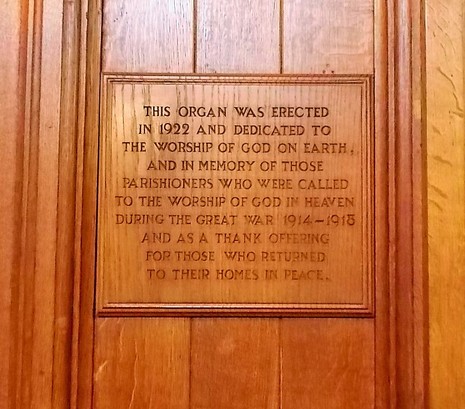 THIS ORGAN WAS ERECTED
IN 1922 AND DEDICATED TO
THE WORSHIP OF GOD ON EARTH,
AND IN MEMORY OF THOSE
PARISHIONERS WHO WERE CALLED
TO THE WORSHIP OF GOD IN HEAVEN
DURING THE GREAT WAR 1914-1918
AND AS A THANK OFFERING
FOR THOSE WHO RETURNED
TO THEIR HOMES IN PEACE.